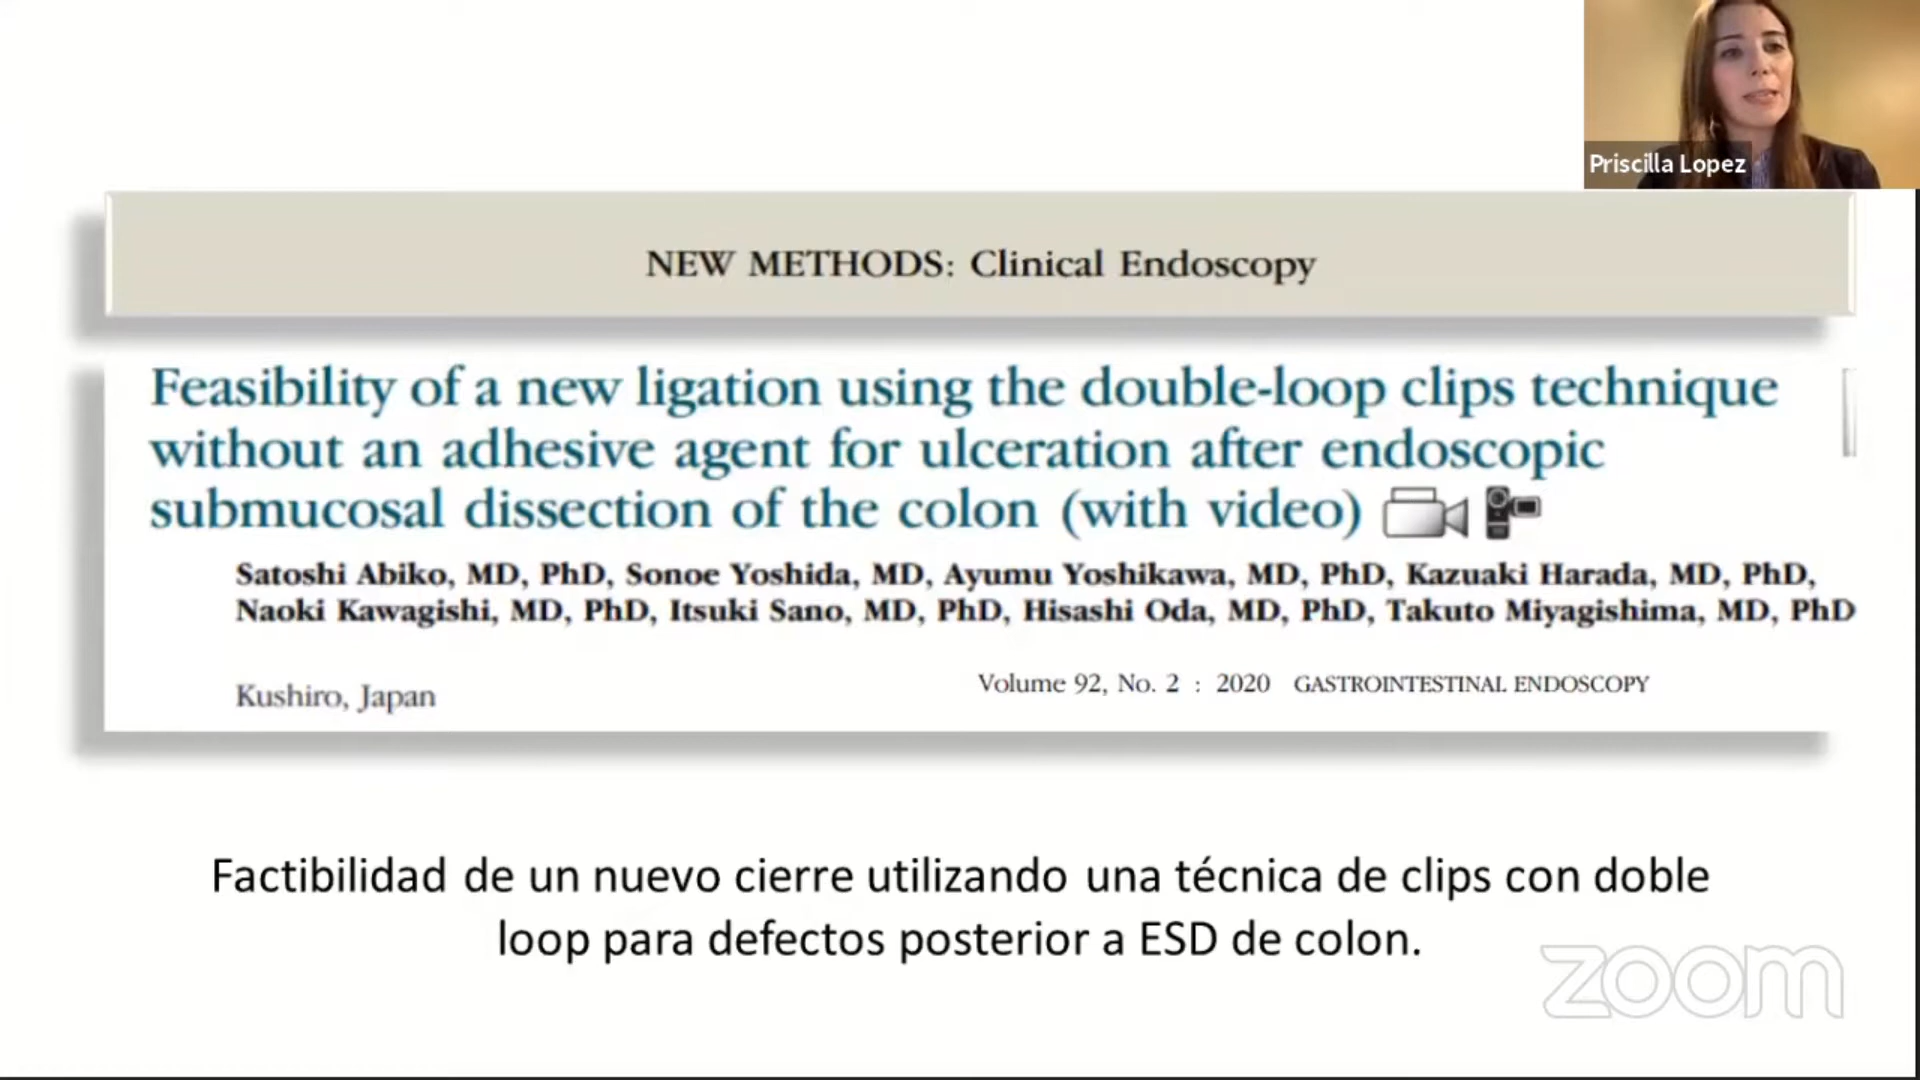 Priscilla Lopez
NEW METHODS: Clinical Endoscopy
Feasibility of a new ligation using the double-loop clips technique
without an adhesive agent for ulceration after endoscopic
submucosal dissection of the colon (with video)
Satoshi Abiko, MD, PhD, Sonoe Yoshida, MD, Ayumu Yoshikawa, MD, PhD, Kazuaki Harada, MD, PhD,
Naoki Kawagishi, MD, PhD, Itsuki Sano, MD, PhD, Hisashi Oda, MD, PhD, Takuto Miyagishima, MD, PhD
Kushiro, Japan
Volume 92, No. 2 : 2020 GASTROINTESTINAL ENDOSCOPY
Factibilidad de un nuevo cierre utilizando una técnica de clips con doble
loop para defectos posterior a ESD de colon.
zoom